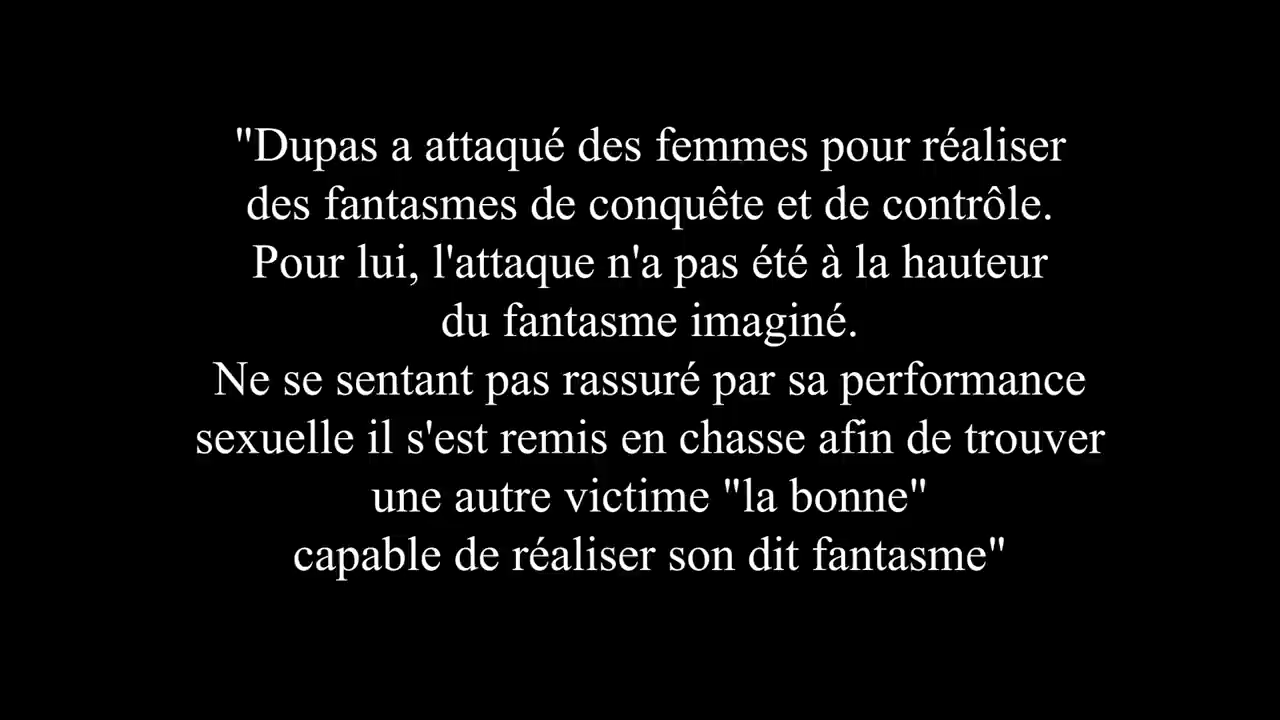 "Dupas a attaqué des femmes pour réaliser
des fantasmes de conquête et de contrôle.
Pour lui, l'attaque n'a pas été à la hauteur
du fantasme imaginé.
Ne se sentant pas rassuré par sa performance
sexuelle il s'est remis en chasse afin de trouver
une autre victime "la bonne"
capable de réaliser son dit fantasme"